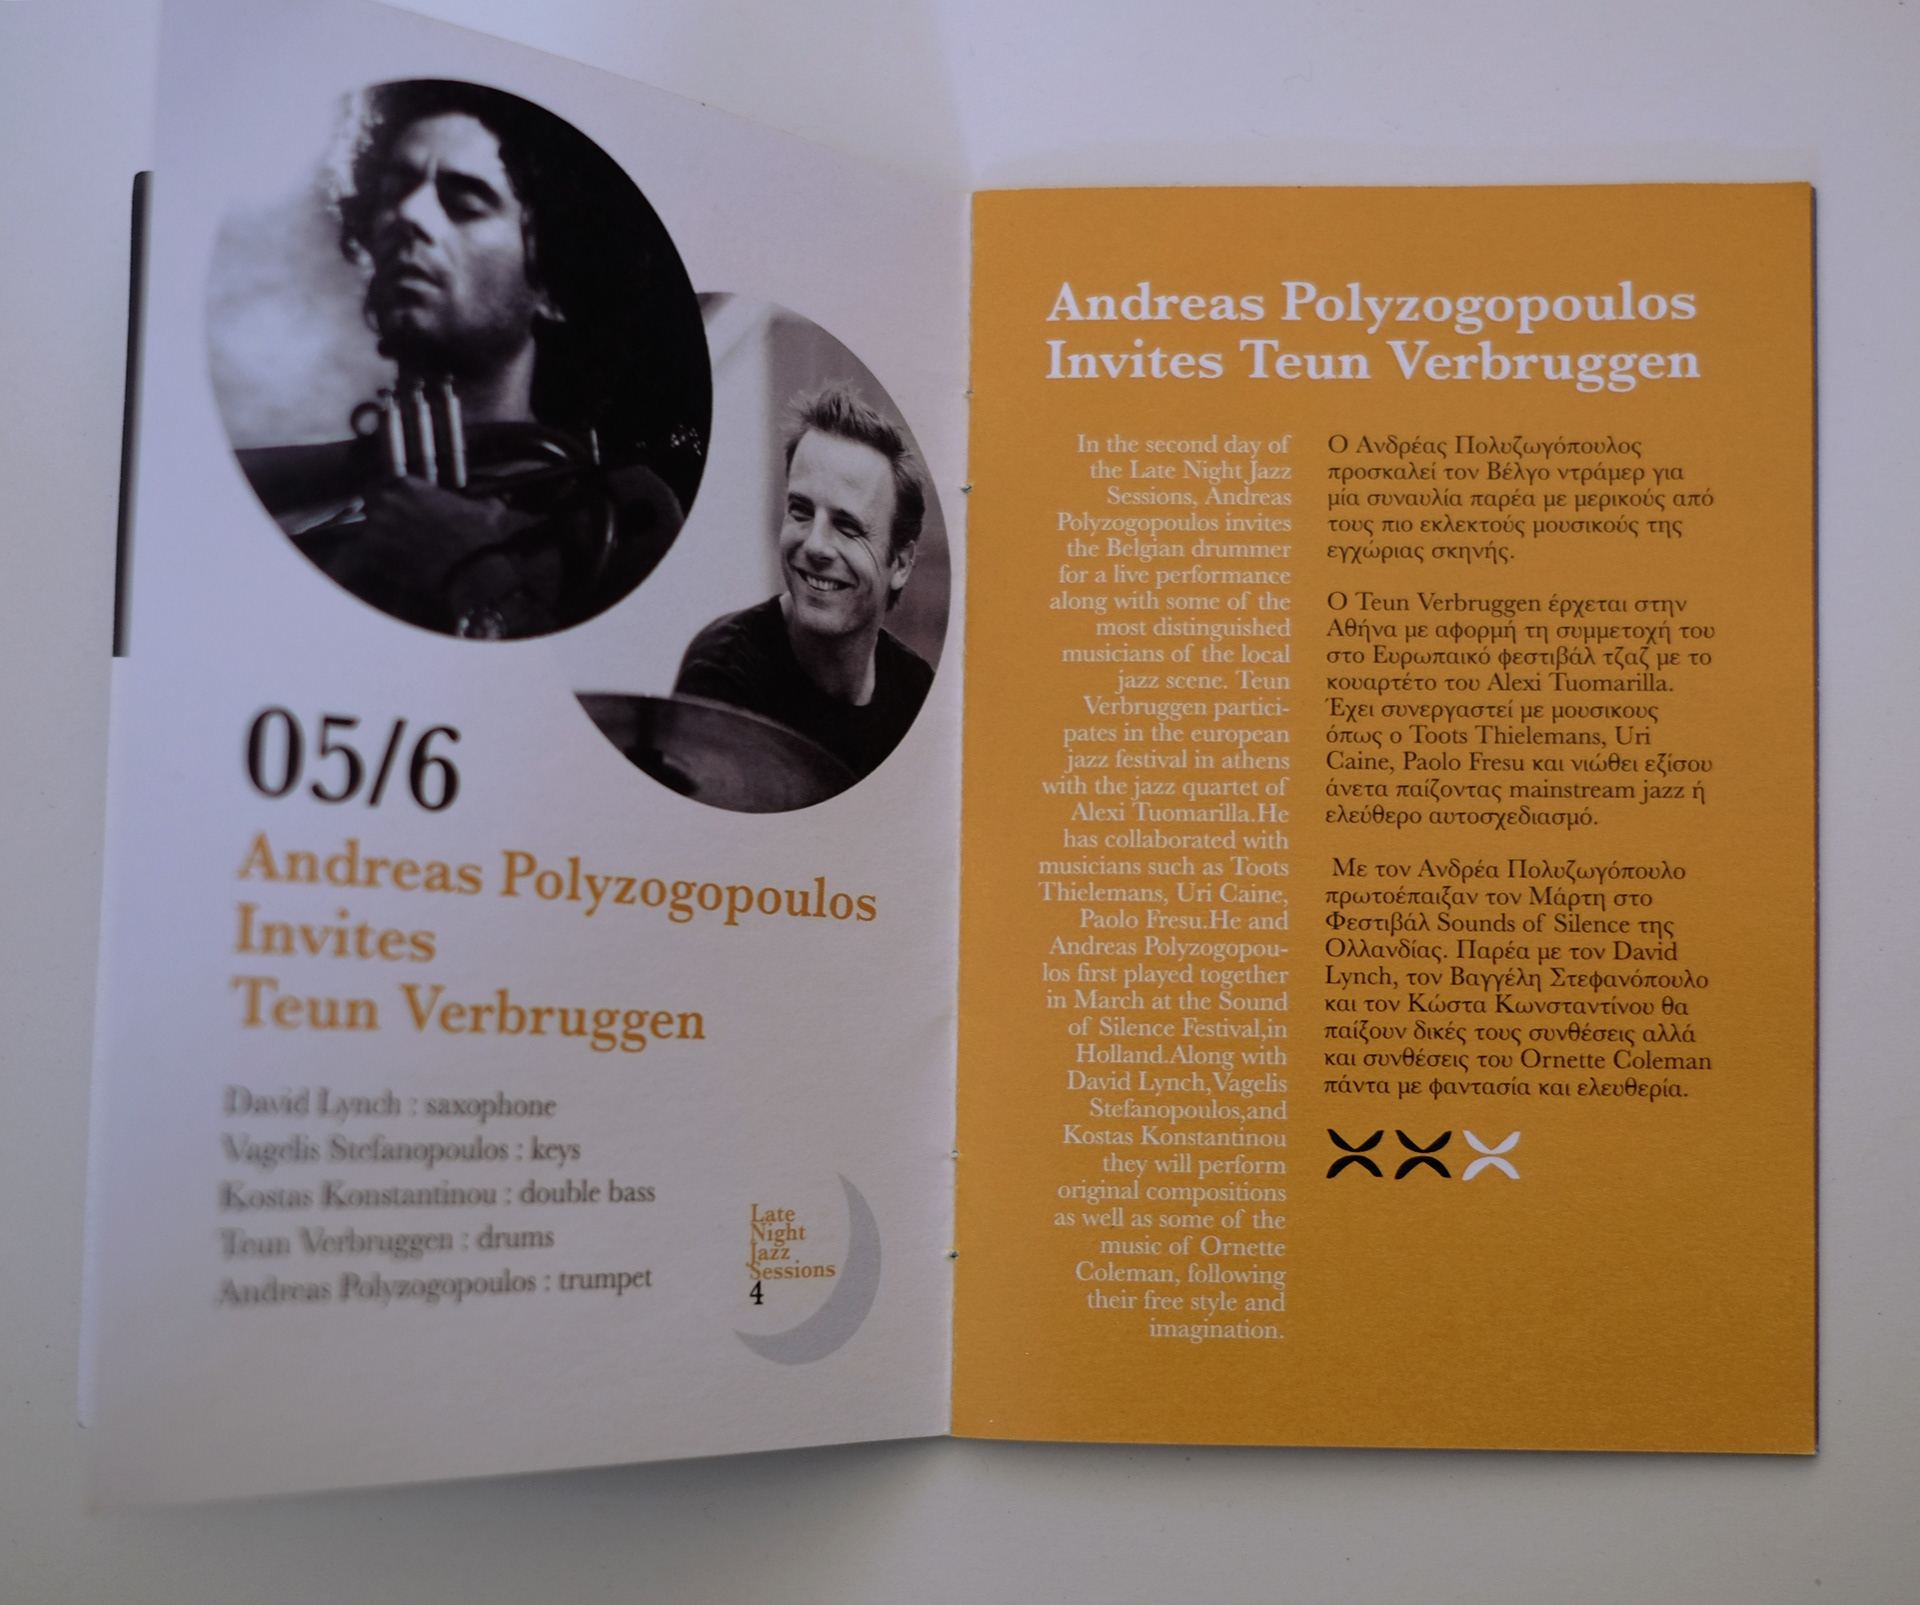 05/6
Andreas Polyzogopoulos
Invites
Teun Verbruggen
David Lynch : saxophone
Vagelis Stefanopoulos : keys
Kostas Konstantinou : double bass
Teun Verbruggen : drums
Andreas Polyzogopoulos : trumpet
Late
Night
Jazz
Sessions
4
Andreas Polyzogopoulos
Invites Teun Verbruggen
In the second day of
the Late Night Jazz
Sessions, Andreas
Polyzogopoulos invites
the Belgian drummer
for a live performance
along with some of the
most distinguished
musicians of the local
jazz scene. Teun
Verbruggen partici-
pates in the european
jazz festival in athens
with the jazz quartet of
Alexi Tuomarilla.He
has collaborated with
musicians such as Toots
Thielemans, Uri Caine,
Paolo Fresu.He and
Andreas Polyzogopou-
los first played together
in March at the Sound
of Silence Festival,in
Holland.Along with
David Lynch,Vagelis
Stefanopoulos,and
Kostas Konstantinou
they will perform
original compositions
as well as some of the
music of Ornette
Coleman, following
their free style and
imagination.
Ο Ανδρέας Πολυζωγόπουλος
προσκαλεί τον Βέλγο ντράμερ για
μία συναυλία παρέα με μερικούς από
τους πιο εκλεκτούς μουσικούς της
εγχώριας σκηνής.
Ο Teun Verbruggen έρχεται στην
Αθήνα με αφορμή τη συμμετοχή του
στο Ευρωπαικό φεστιβάλ τζαζ με το
κουαρτέτο του Alexi Tuomarilla.
Έχει συνεργαστεί με μουσικους
όπως ο Toots Thielemans, Uri
Caine, Paolo Fresu και νιώθει εξίσου
άνετα παίζοντας mainstream jazz ή
ελεύθερο αυτοσχεδιασμό.
Με τον Ανδρέα Πολυζωγόπουλο
πρωτοέπαιξαν τον Μάρτη στο
Φεστιβάλ Sounds of Silence της
Ολλανδίας. Παρέα με τον David
Lynch, τον Βαγγέλη Στεφανόπουλο
και τον Κώστα Κωνσταντίνου θα
παίξουν δικές τους συνθέσεις αλλά
και συνθέσεις του Ornette Coleman
πάντα με φαντασία και ελευθερία.